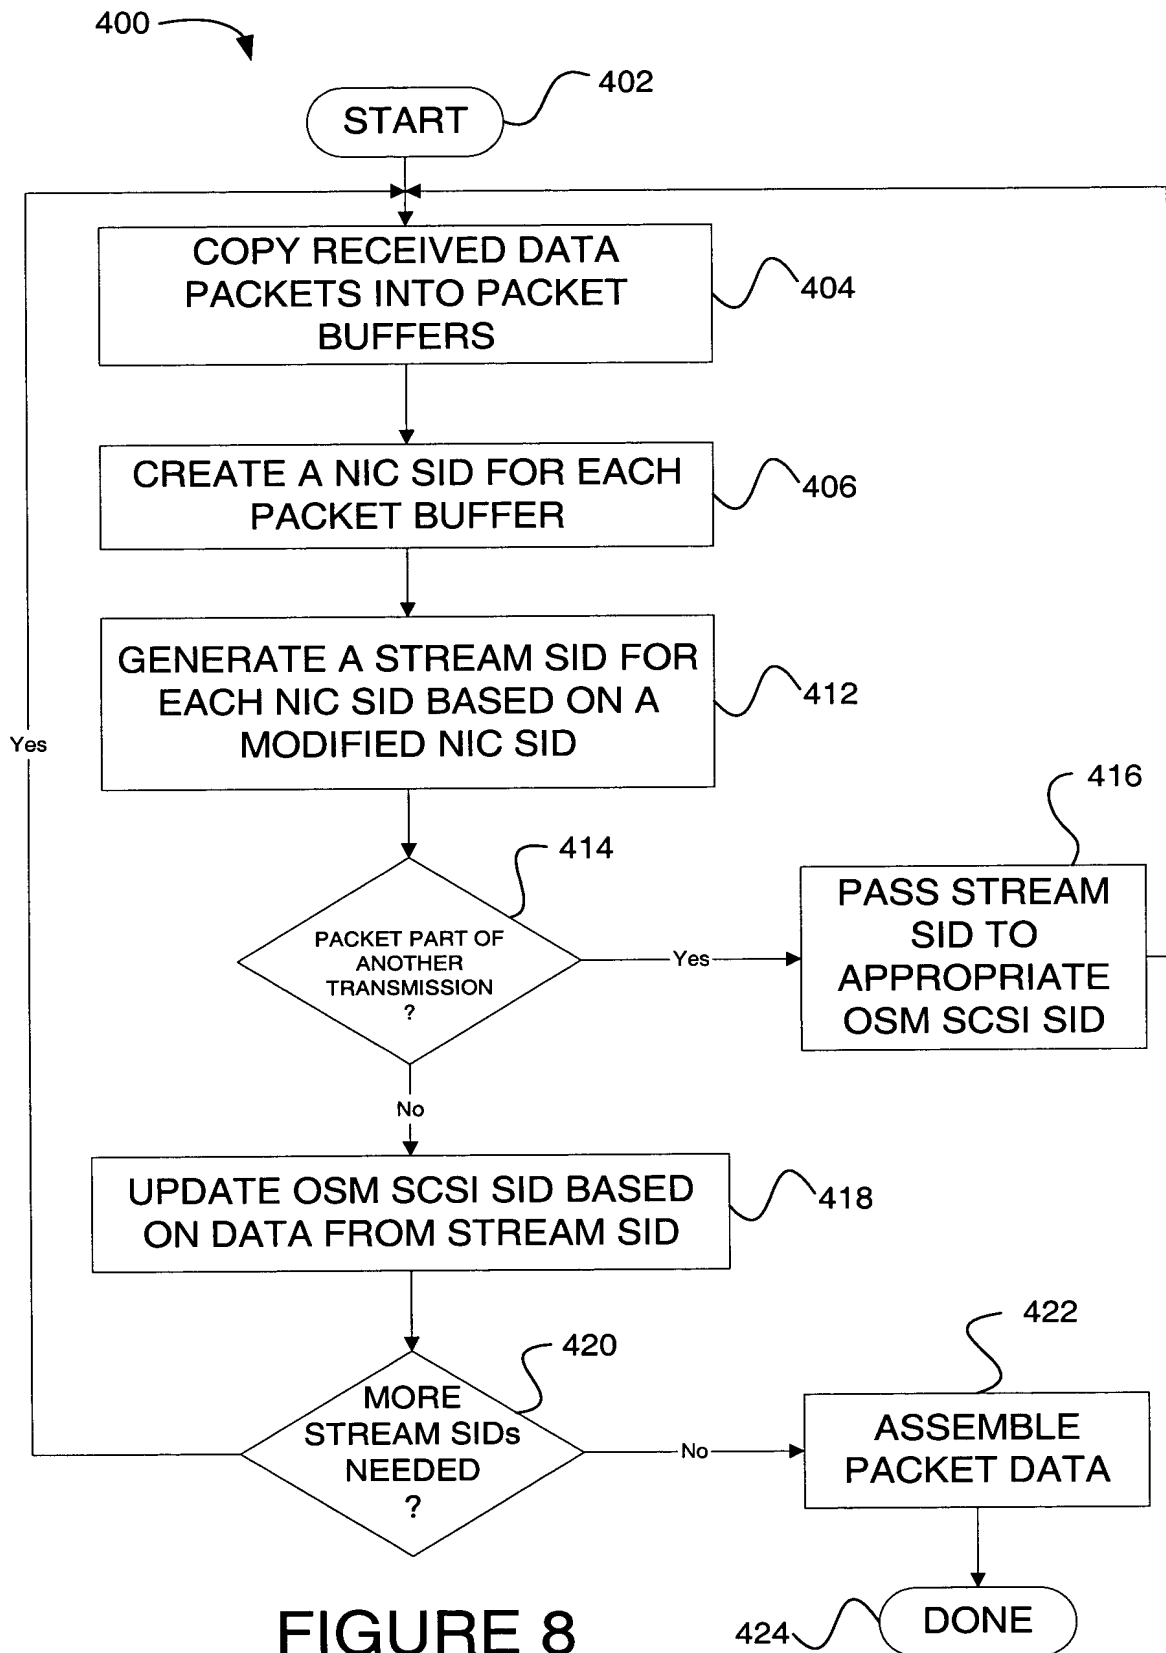 400
402
START
COPY RECEIVED DATA
PACKETS INTO PACKET
BUFFERS
404
CREATE A NIC SID FOR EACH
PACKET BUFFER
406
GENERATE A STREAM SID FOR
EACH NIC SID BASED ON A
MODIFIED NIC SID
412
Yes
414
PACKET PART OF
ANOTHER
TRANSMISSION
?
Yes
416
PASS STREAM
SID TO
APPROPRIATE
OSM SCSI SID
No
UPDATE OSM SCSI SID BASED
ON DATA FROM STREAM SID
418
420
MORE
STREAM SIDs
NEEDED
?
No
422
ASSEMBLE
PACKET DATA
DONE
424
FIGURE 8